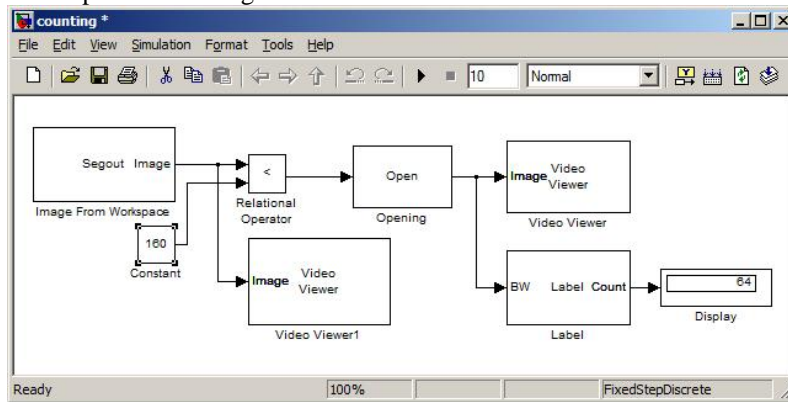 counting *
File Edit View Simulation Format Tools Help
10 Normal
Segout Image
Image From Workspace
160
Constant
<
Relational
Operator
Open
Opening
Image Video
Viewer
Video Viewer
Image Video
Viewer
Video Viewer1
BW Label Count
Label
64
Display
Ready 100% FixedStepDiscrete